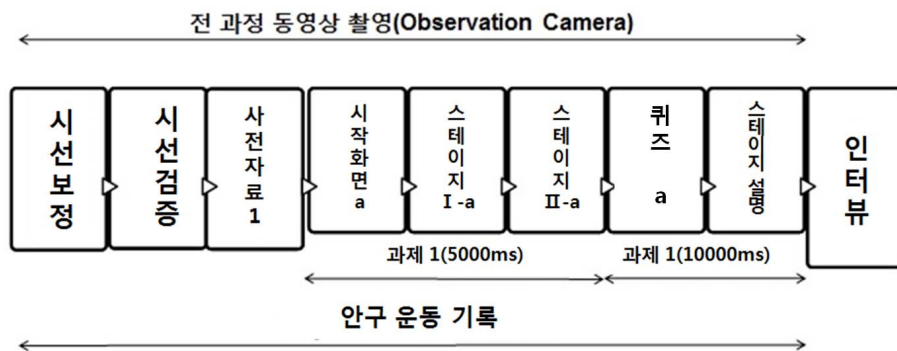 전 과정 동영상 촬영(Observation Camera)
시선보정
시선검증
사전자료1
시작화면a
스테이지Ⅰ-a
스테이지Ⅱ-a
퀴즈 a
스테이지 설명
인터뷰
과제 1(5000ms)
과제 1(10000ms)
안구 운동 기록